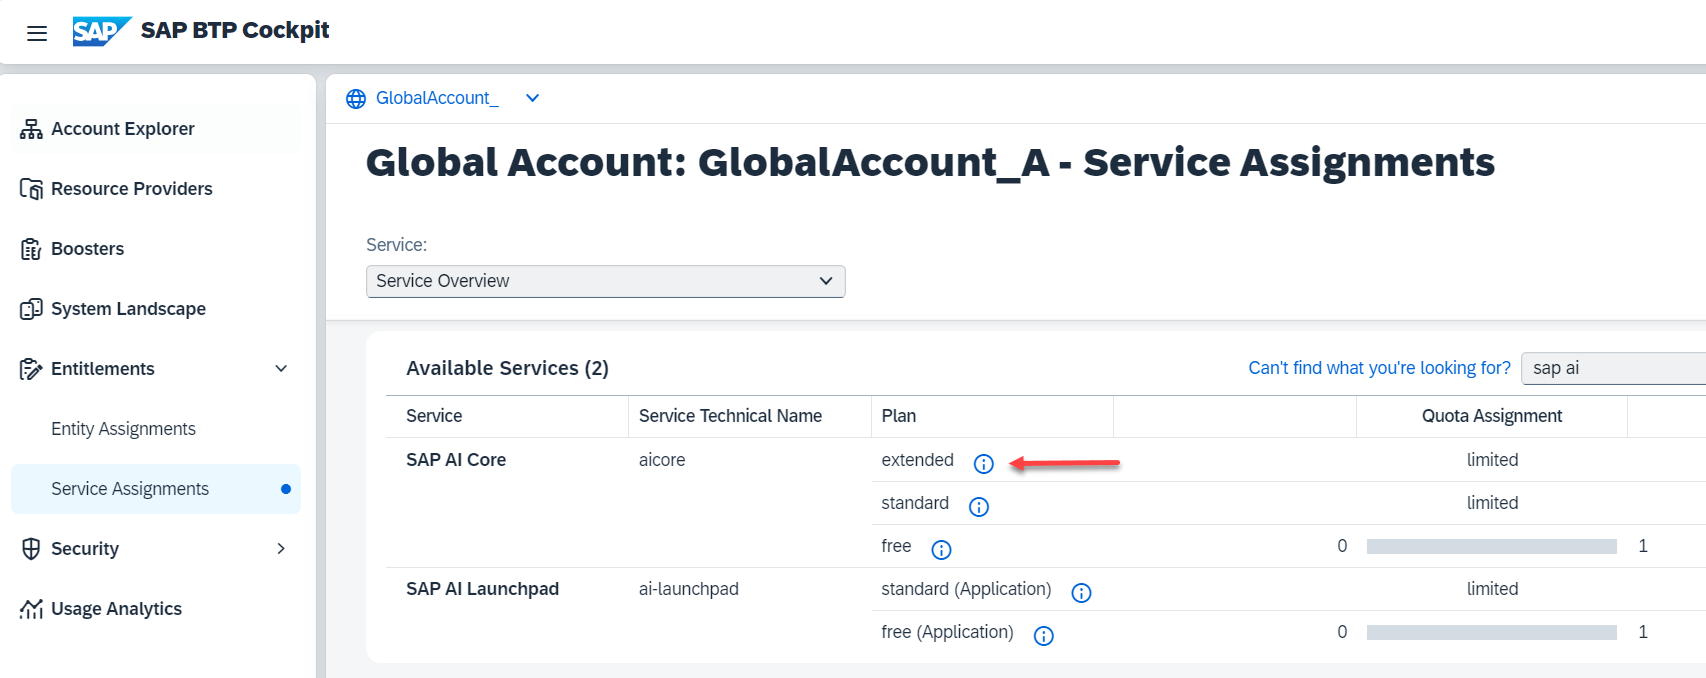 SAP SAP BTP Cockpit
Account Explorer
Resource Providers
Boosters
System Landscape
Entitlements
Entity Assignments
Service Assignments
Security
Usage Analytics
GlobalAccount_
Global Account: GlobalAccount_A - Service Assignments
Service:
Service Overview
Available Services (2)
Can't find what you're looking for?
sap ai
Service Service Technical Name Plan Quota Assignment
SAP AI Core aicore extended limited
standard limited
free 0 1
SAP AI Launchpad ai-launchpad standard (Application) limited
free (Application) 0 1